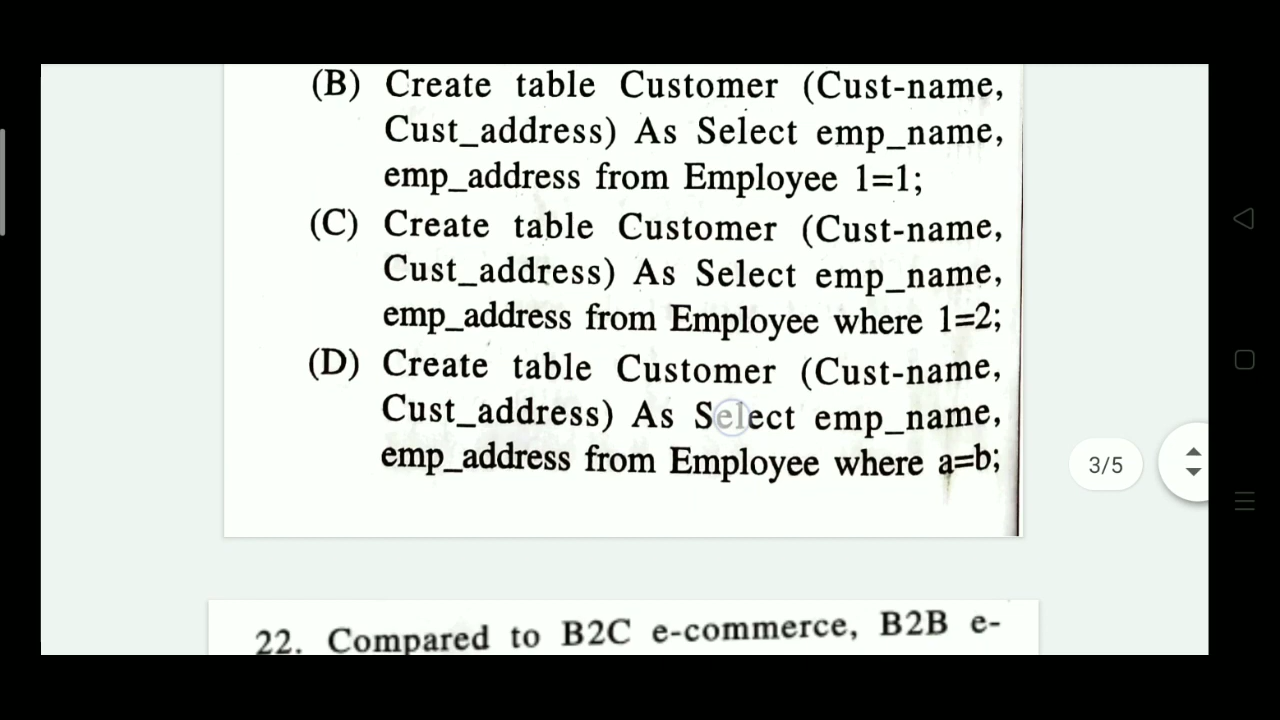 (B) Create table Customer (Cust-name,
Cust_address) As Select emp_name,
emp_address from Employee 1=1;
(C) Create table Customer (Cust-name,
Cust_address) As Select emp_name,
emp_address from Employee where 1=2;
(D) Create table Customer (Cust-name,
Cust_address) As Select emp_name,
emp_address from Employee where a=b;
3/5
22. Compared to B2C e-commerce, B2B e-